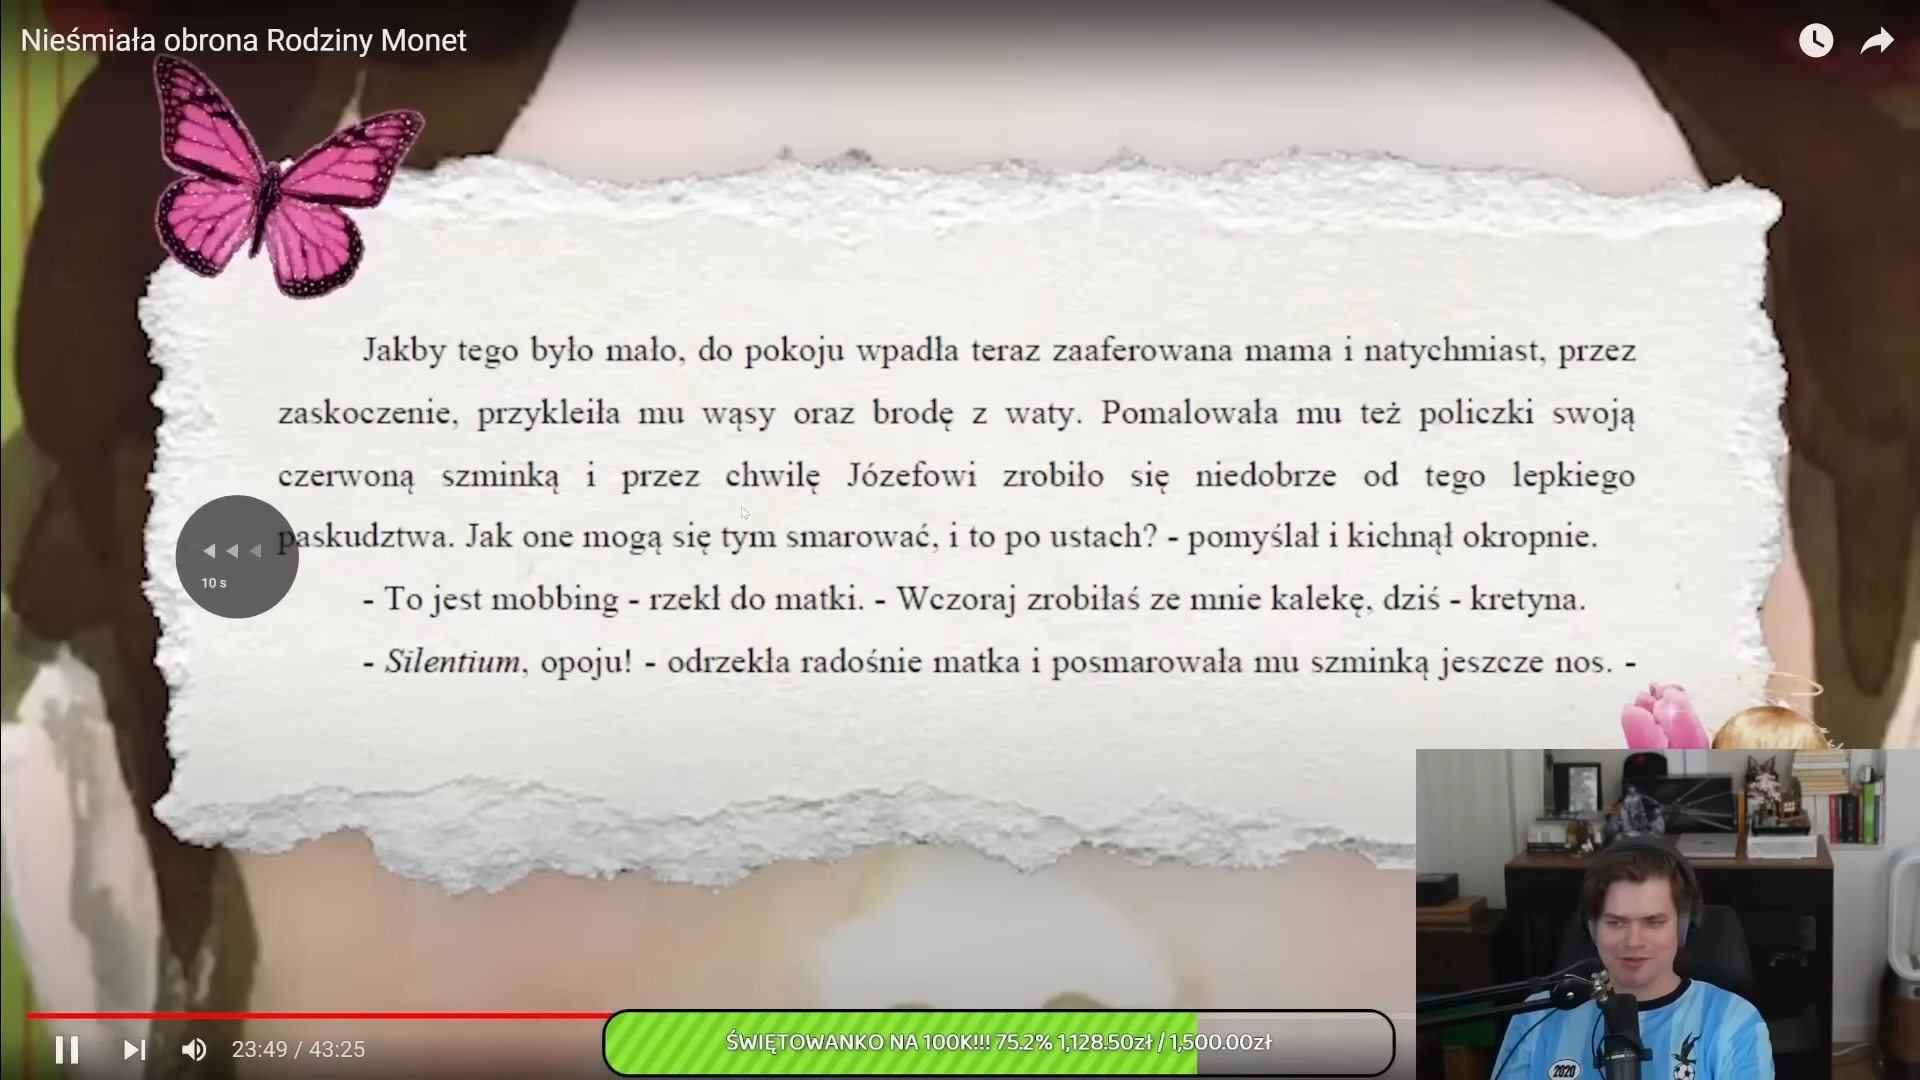 Nieśmiała obrona Rodziny Monet
Jakby tego było mało, do pokoju wpadła teraz zaaferowana mama i natychmiast, przez
zaskoczenie, przykleiła mu wąsy oraz brodę z waty. Pomalowała mu też policzki swoją
czerwoną szminką i przez chwilę Józefowi zrobiło się niedobrze od tego lepkiego
paskudztwa. Jak one mogą się tym smarować, i to po ustach? - pomyślał i kichnął okropnie.
- To jest mobbing - rzekł do matki. - Wczoraj zrobiłaś ze mnie kalekę, dziś - kretyna.
- Silentium, opoju! - odrzekła radośnie matka i posmarowała mu szminką jeszcze nos. -
10 s
23:49 / 43:25
ŚWIĘTOWANKO NA 100K!!! 75.2% 1,128.50zł / 1,500.00zł
2020